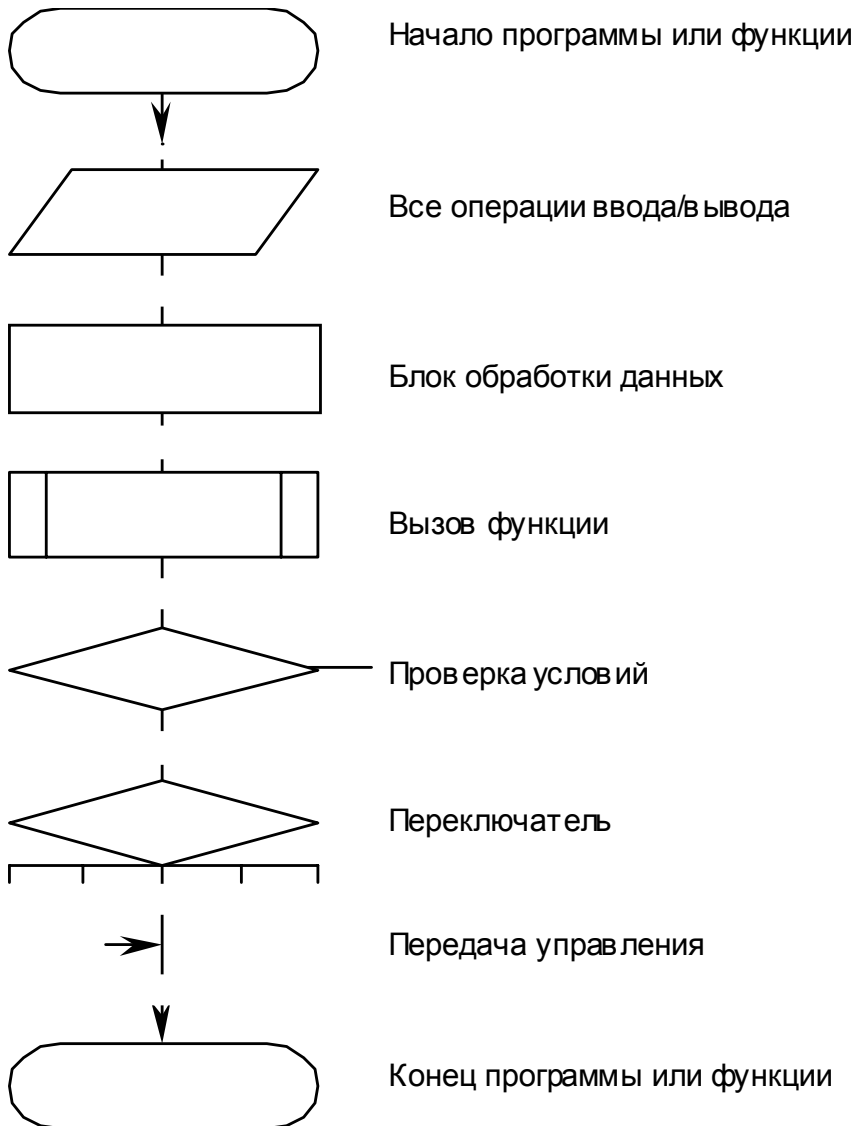 Начало программы или функции
Все операции ввода/вывода
Блок обработки данных
Вызов функции
Проверка условий
Переключатель
Передача управления
Конец программы или функции